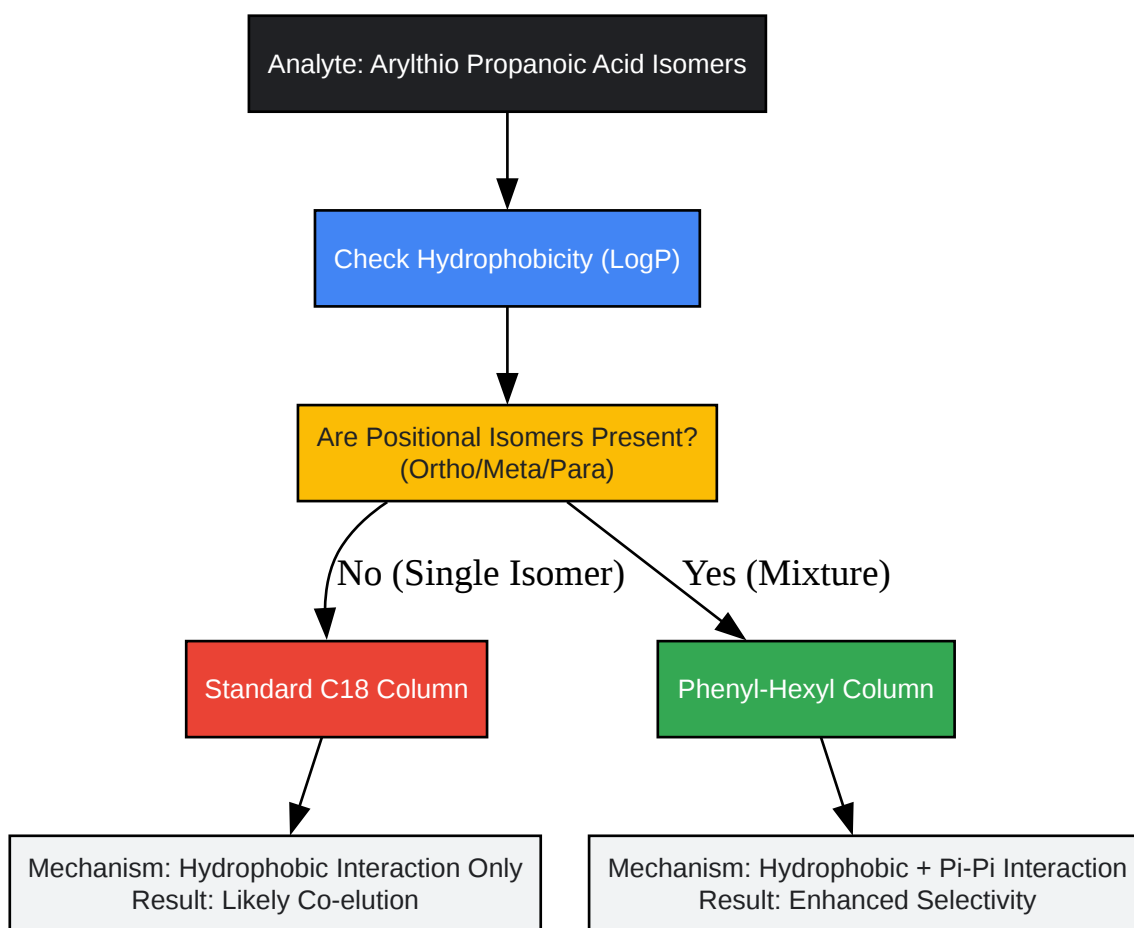 Analyte: Arylthio Propanoic Acid Isomers
Check Hydrophobicity (LogP)
Are Positional Isomers Present?
(Ortho/Meta/Para)
No (Single Isomer)
Yes (Mixture)
Standard C18 Column
Phenyl-Hexyl Column
Mechanism: Hydrophobic Interaction Only
Result: Likely Co-elution
Mechanism: Hydrophobic + Pi-Pi Interaction
Result: Enhanced Selectivity